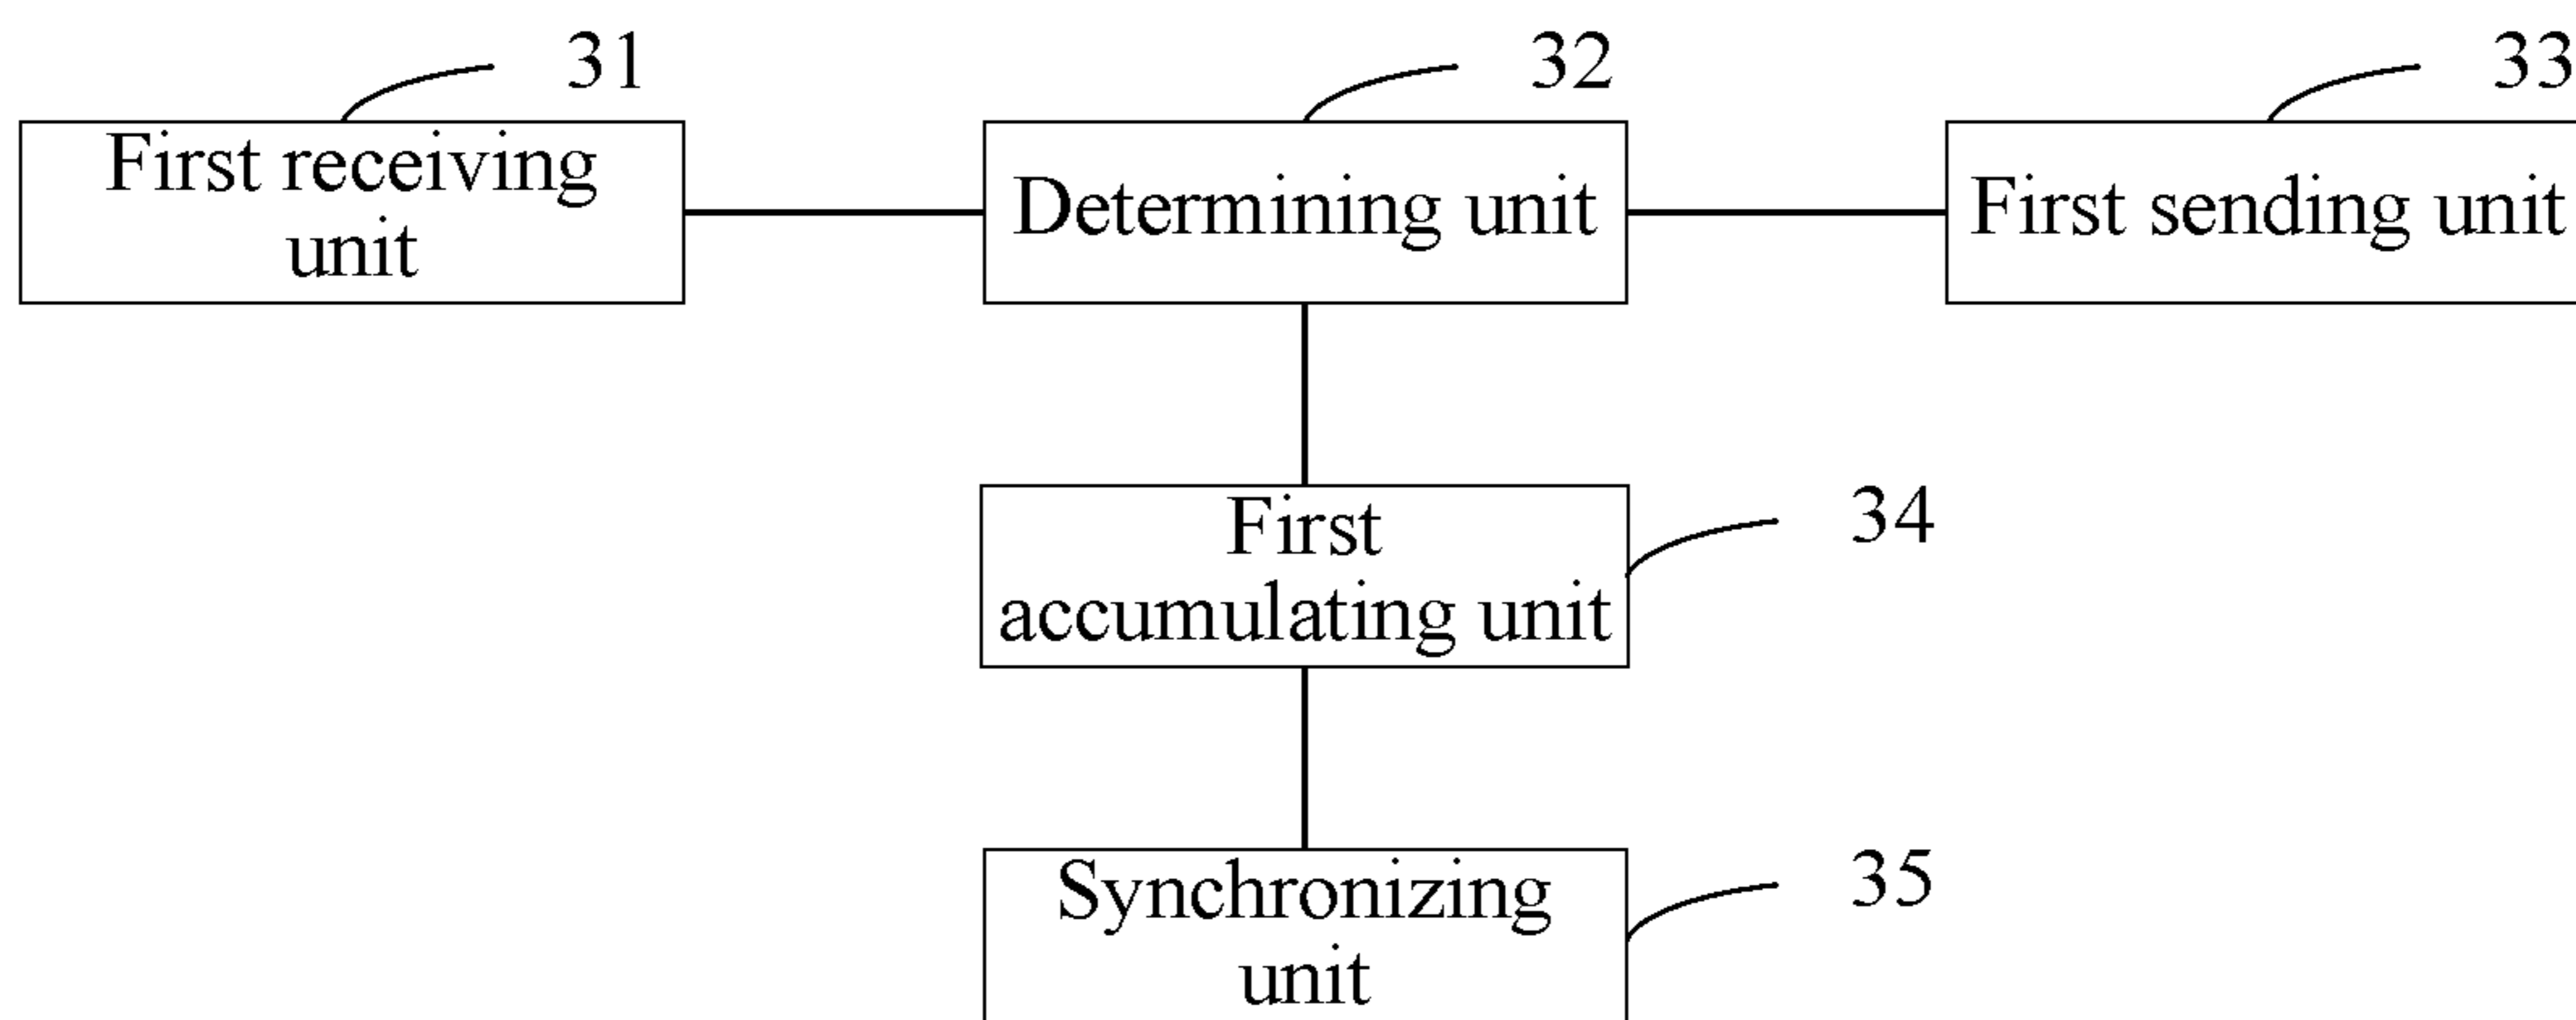 31
32
33
First receiving
unit
Determining unit
First sending unit
First
accumulating unit
34
Synchronizing
unit
35